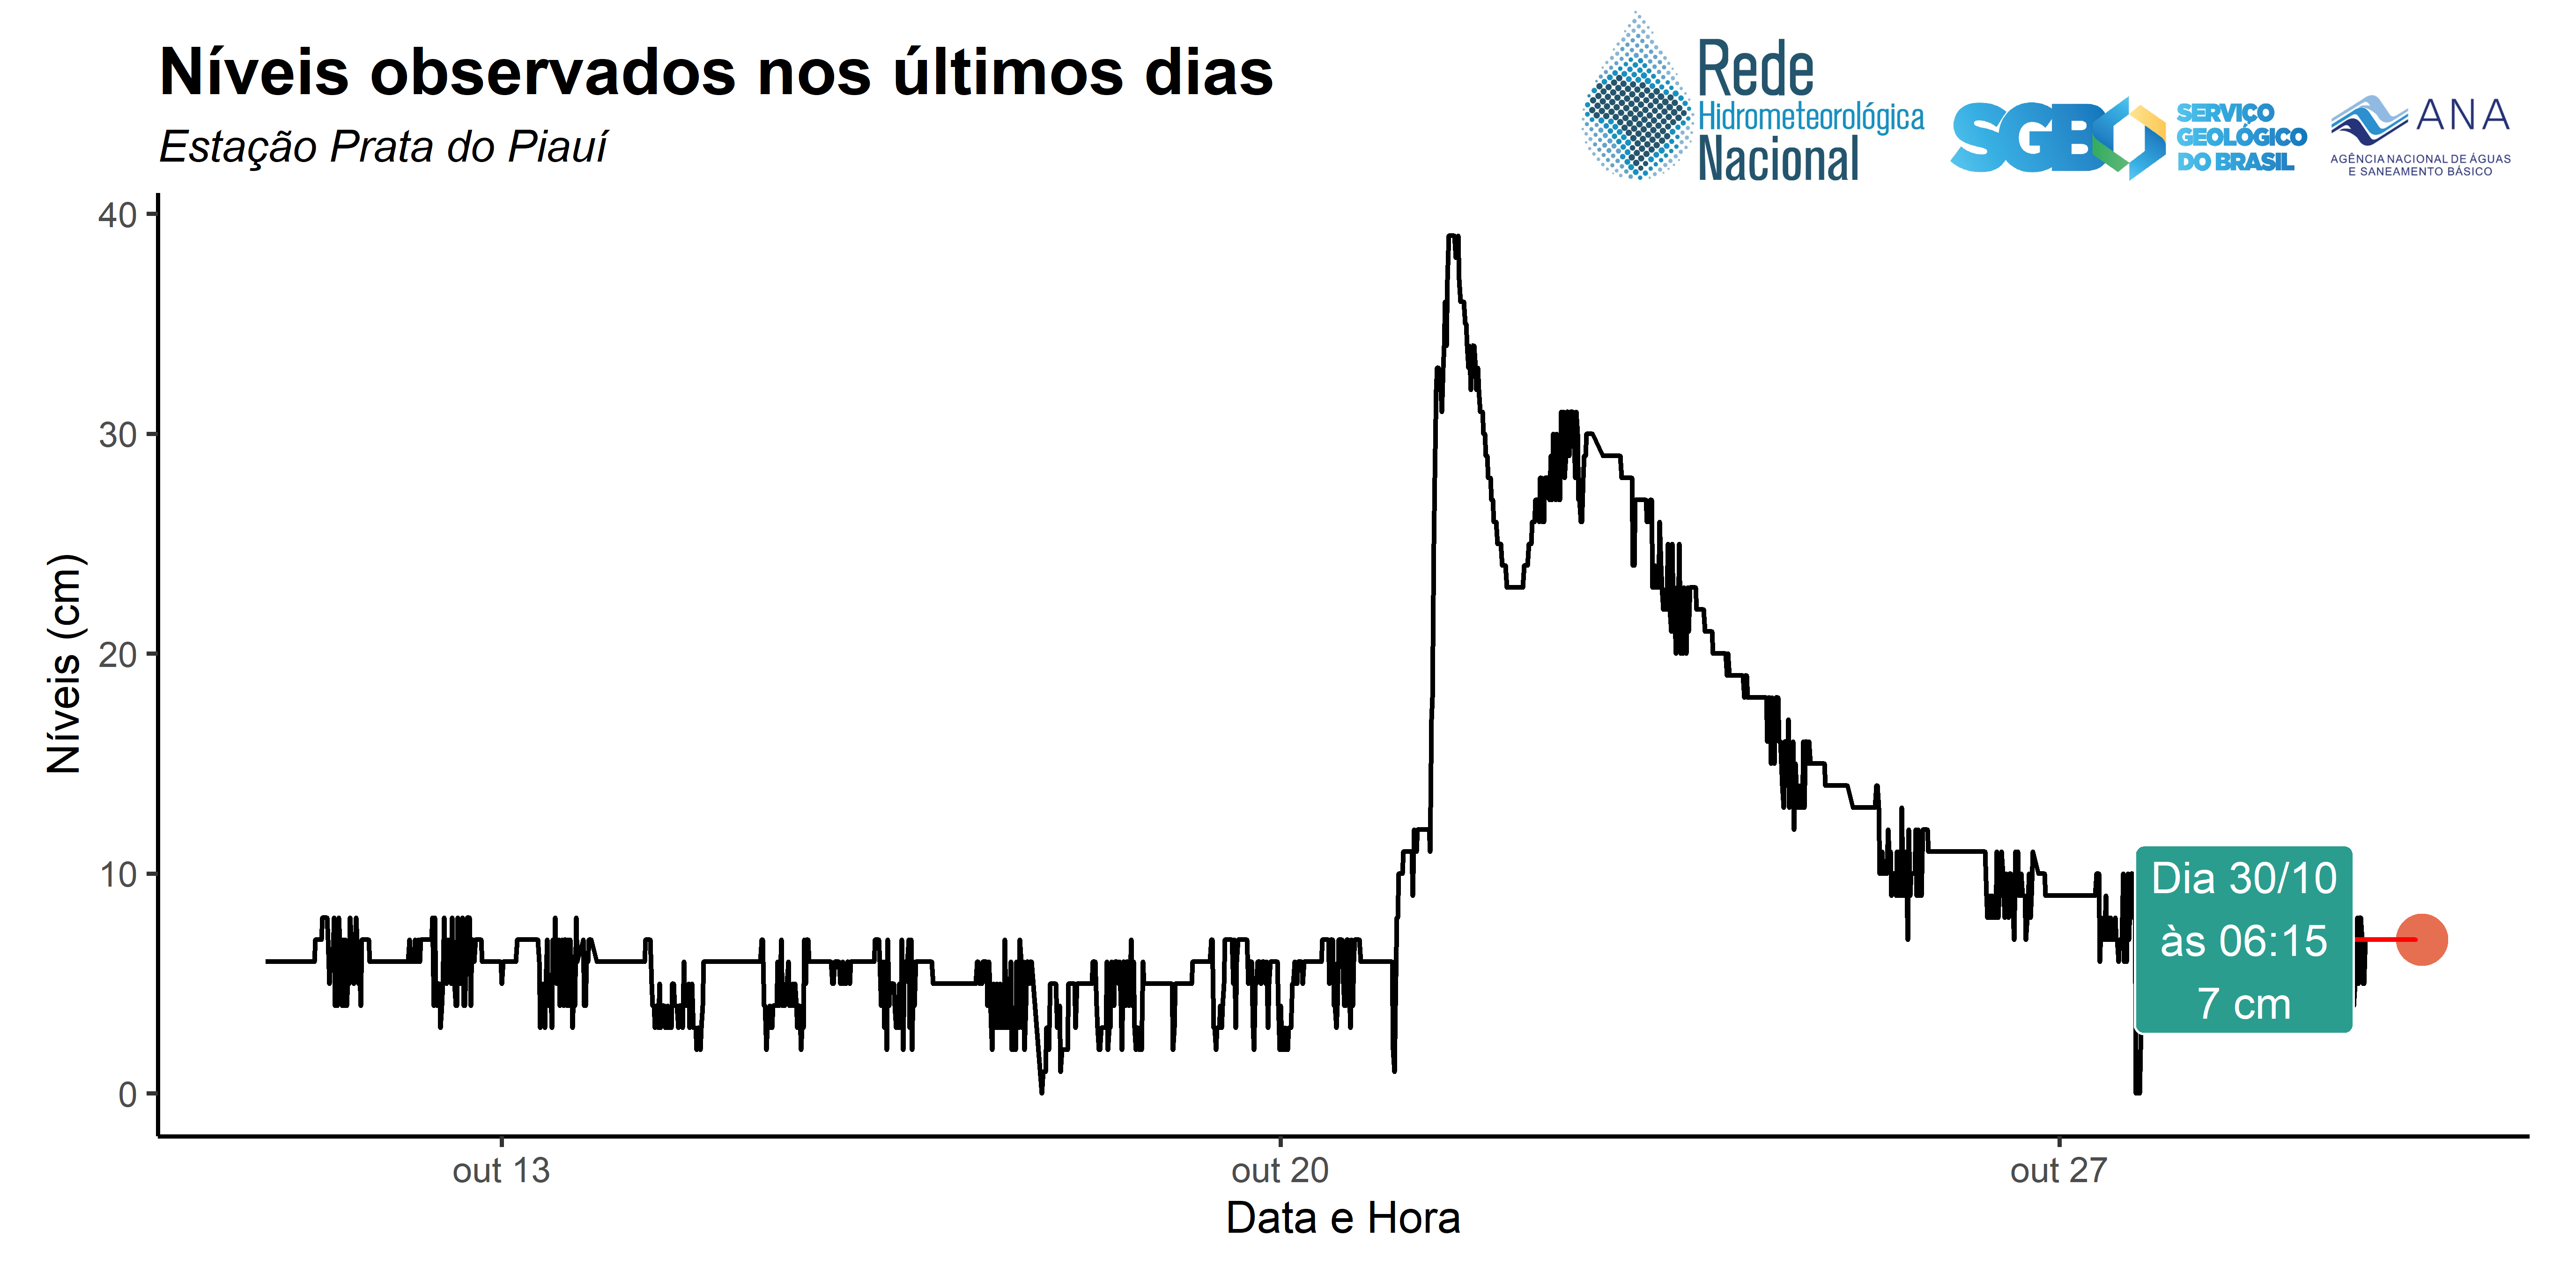 Níveis observados nos últimos dias
Estação Prata do Piauí
Rede
Hidrometeorológica
Nacional
SGB
SERVIÇO
GEOLÓGICO
DO BRASIL
ANA
AGÊNCIA NACIONAL DE ÁGUAS
E SANEAMENTO BÁSICO
40
30
20
10
0
Níveis (cm)
Dia 30/10
às 06:15
7 cm
out 13
out 20
out 27
Data e Hora